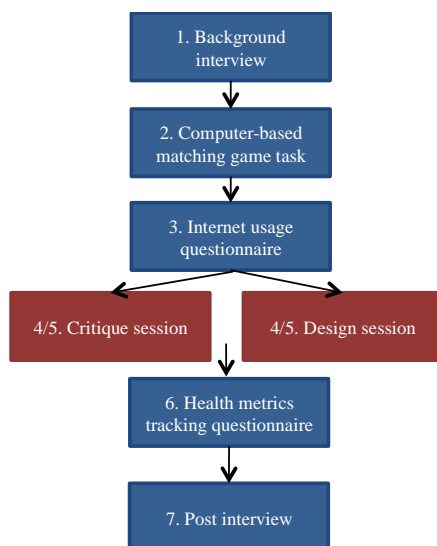 1. Background
interview
2. Computer-based
matching game task
3. Internet usage
questionnaire
4/5. Critique session
4/5. Design session
6. Health metrics
tracking questionnaire
7. Post interview